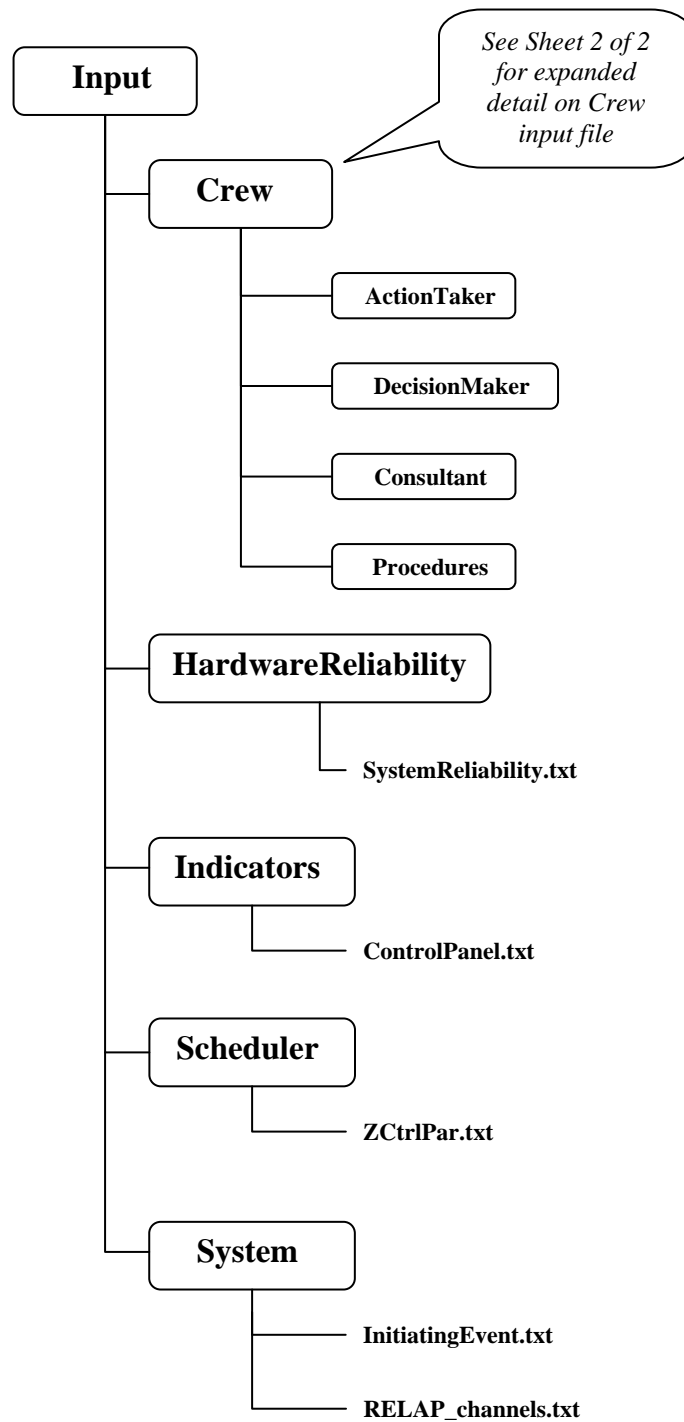 See Sheet 2 of 2
for expanded
detail on Crew
input file
Input
Crew
ActionTaker
DecisionMaker
Consultant
Procedures
HardwareReliability
SystemReliability.txt
Indicators
ControlPanel.txt
Scheduler
ZCtrlPar.txt
System
InitiatingEvent.txt
RELAP_channels.txt